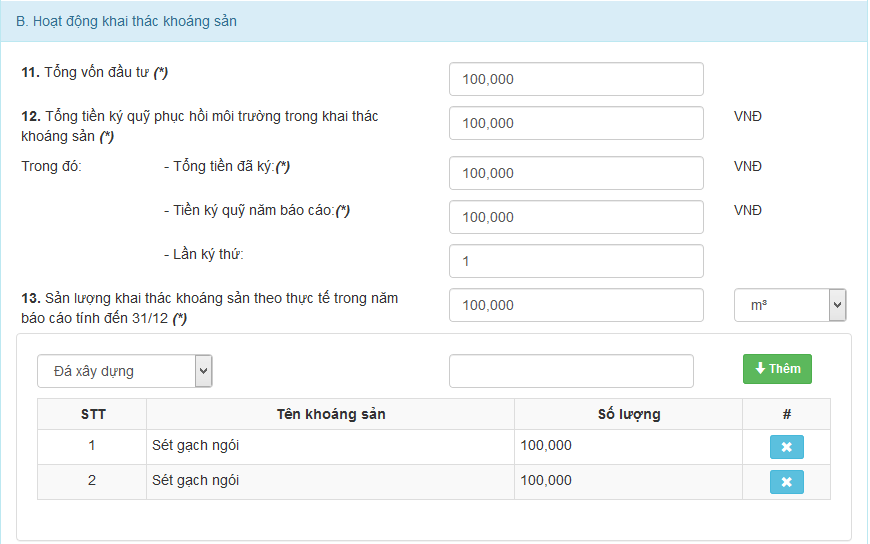 B. Hoạt động khai thác khoáng sản
11. Tổng vốn đầu tư (*)
100,000
12. Tổng tiền ký quỹ phục hồi môi trường trong khai thác
khoáng sản (*)
100,000
VNĐ
Trong đó:
- Tổng tiền đã ký:(*)
100,000
VNĐ
- Tiền ký quỹ năm báo cáo:(*)
100,000
VNĐ
- Lần ký thứ:
1
13. Sản lượng khai thác khoáng sản theo thực tế trong năm
báo cáo tính đến 31/12 (*)
100,000
m³
Đá xây dựng
Thêm
STT Tên khoáng sản Số lượng #
1 Sét gạch ngói 100,000
2 Sét gạch ngói 100,000